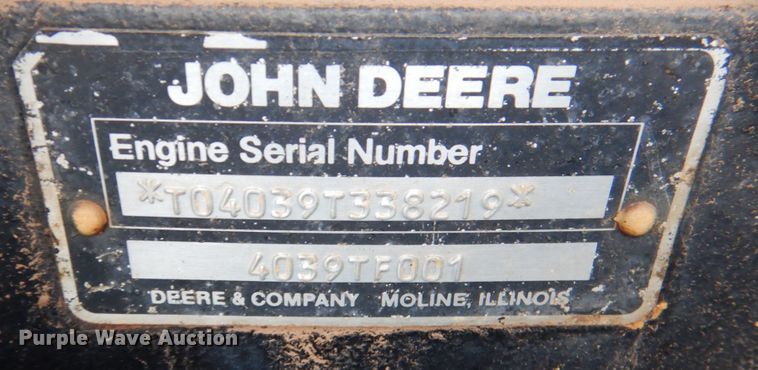 JOHN DEERE
Engine Serial Number
*T04039T338219*
4039TF001
DEERE & COMPANY MOLINE, ILLINOIS
Purple Wave Auction